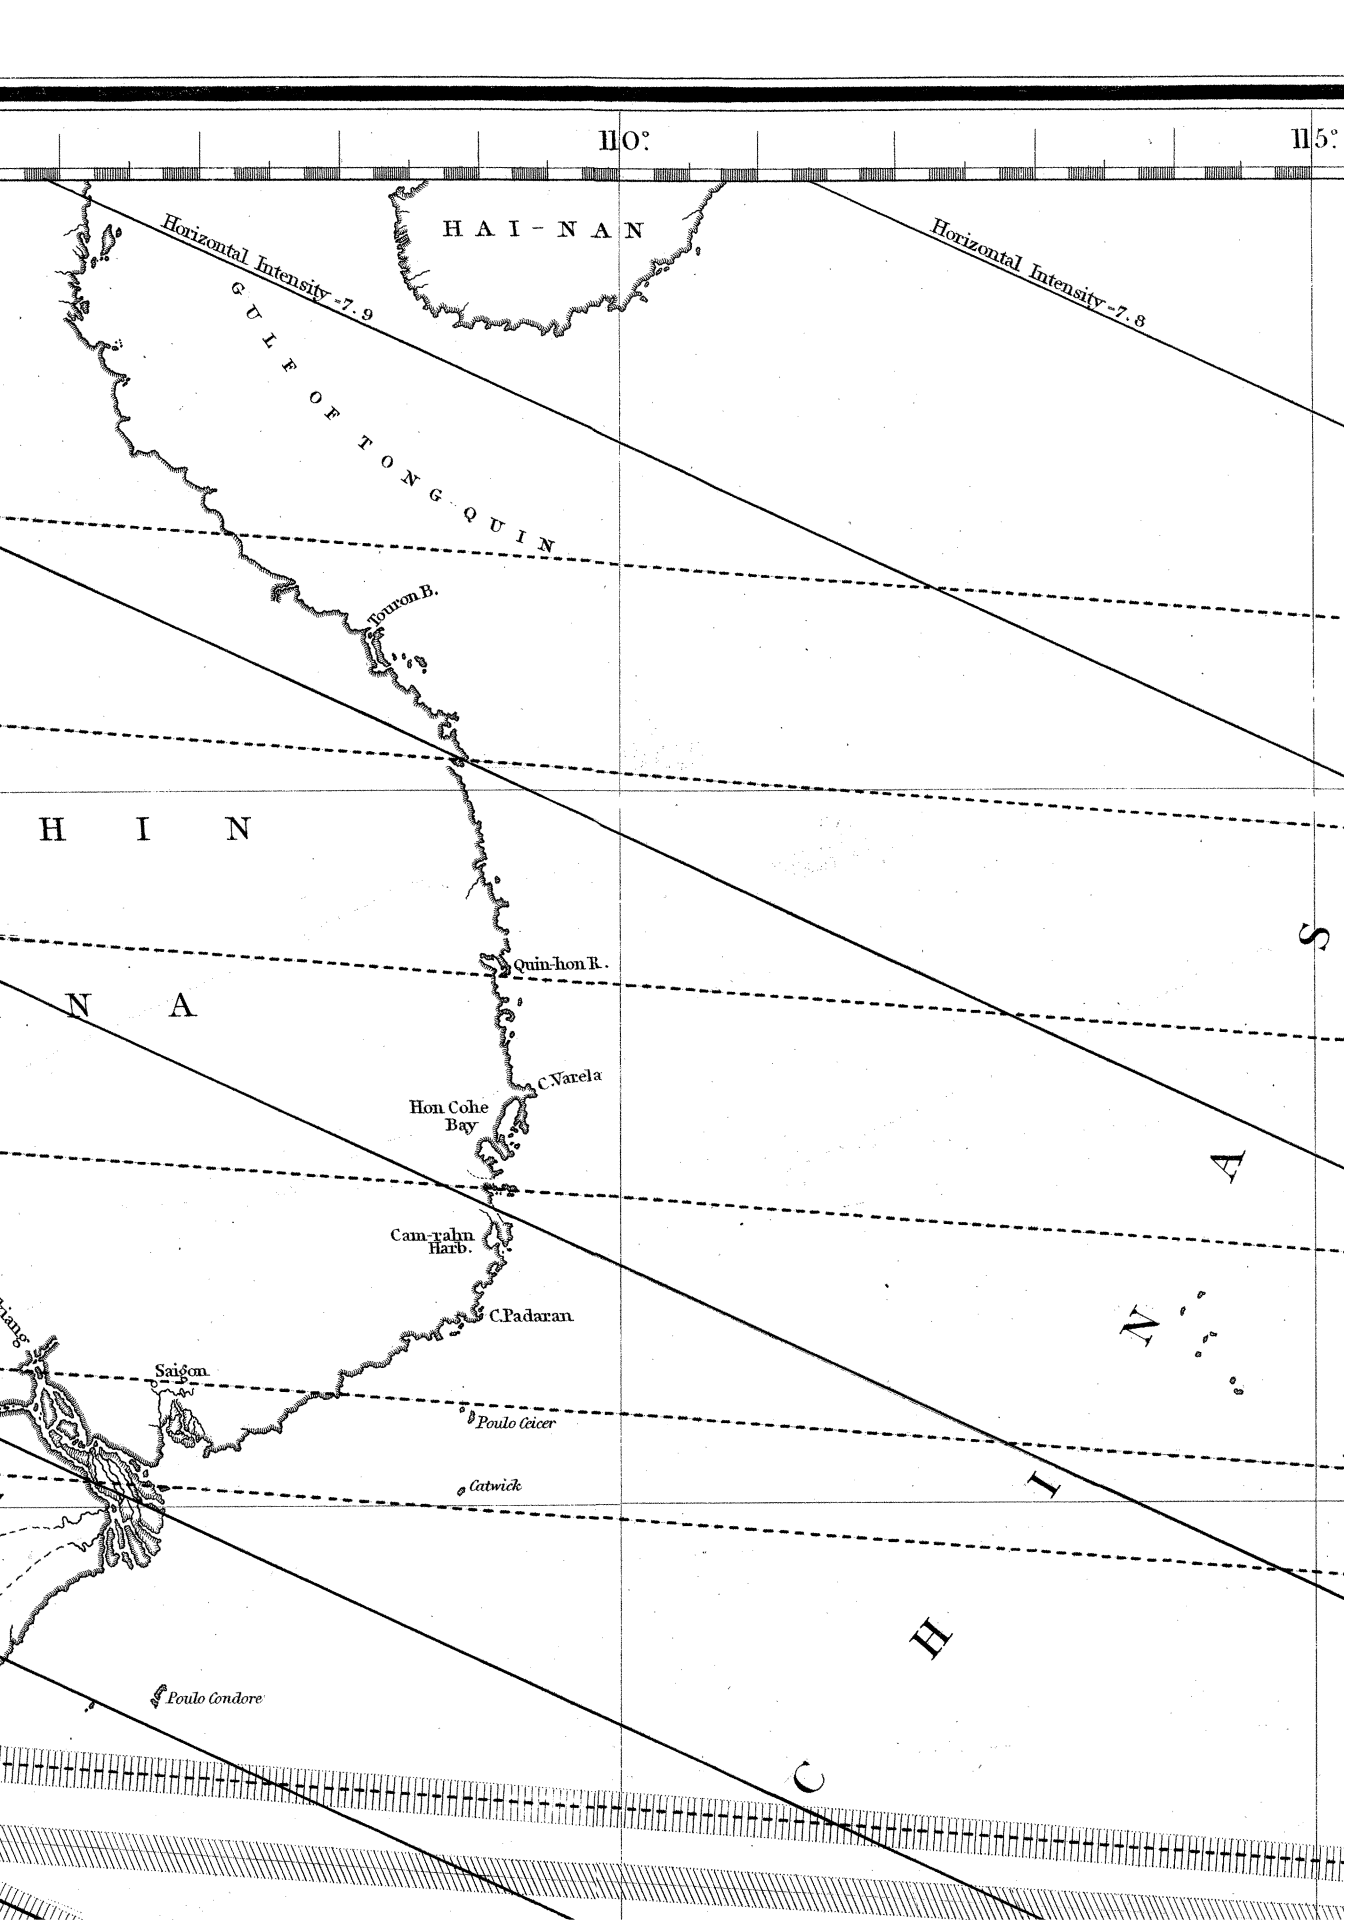 110°.
115°.
HAI-NAN
Horizontal Intensity -7.9
Horizontal Intensity -7.8
GULF OF TONG-QUIN
Touron B.
H I N
S
Quin-hon R.
N A
C. Varela
Hon Cohe
Bay
A
Cam-rahn
Harb.
N
C. Padaran
iang
Saigon
Poulo Ceicer
Catwick
I
H
Poulo Condore
C